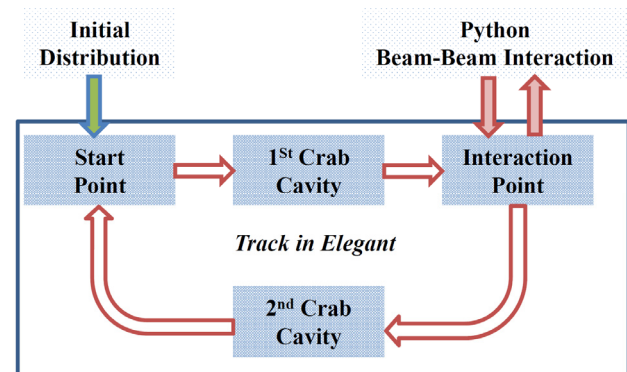 Initial
Distribution
Python
Beam-Beam Interaction
Start
Point
1St Crab
Cavity
Interaction
Point
Track in Elegant
2nd Crab
Cavity